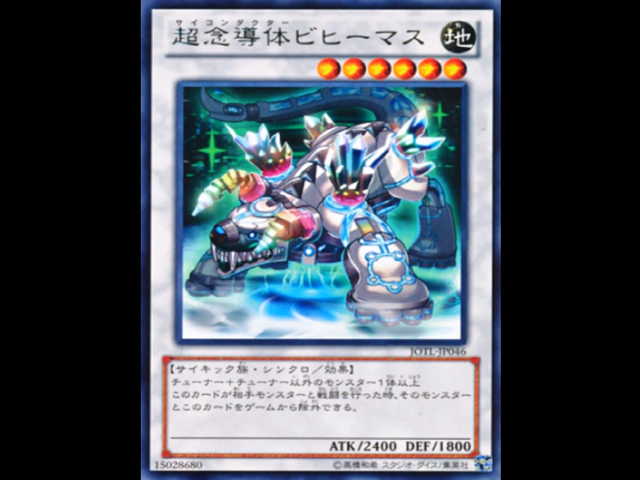 サイコンダクター
超念導体ビヒーマス
地
JOTL-JP046
【サイキック族・シンクロ／効果】
チューナー＋チューナー以外のモンスター１体以上
このカードが相手モンスターと戦闘を行った時、そのモンスター
とこのカードをゲームから除外できる。
ATK/2400 DEF/1800
15028680
©高橋和希 スタジオ・ダイス/集英社